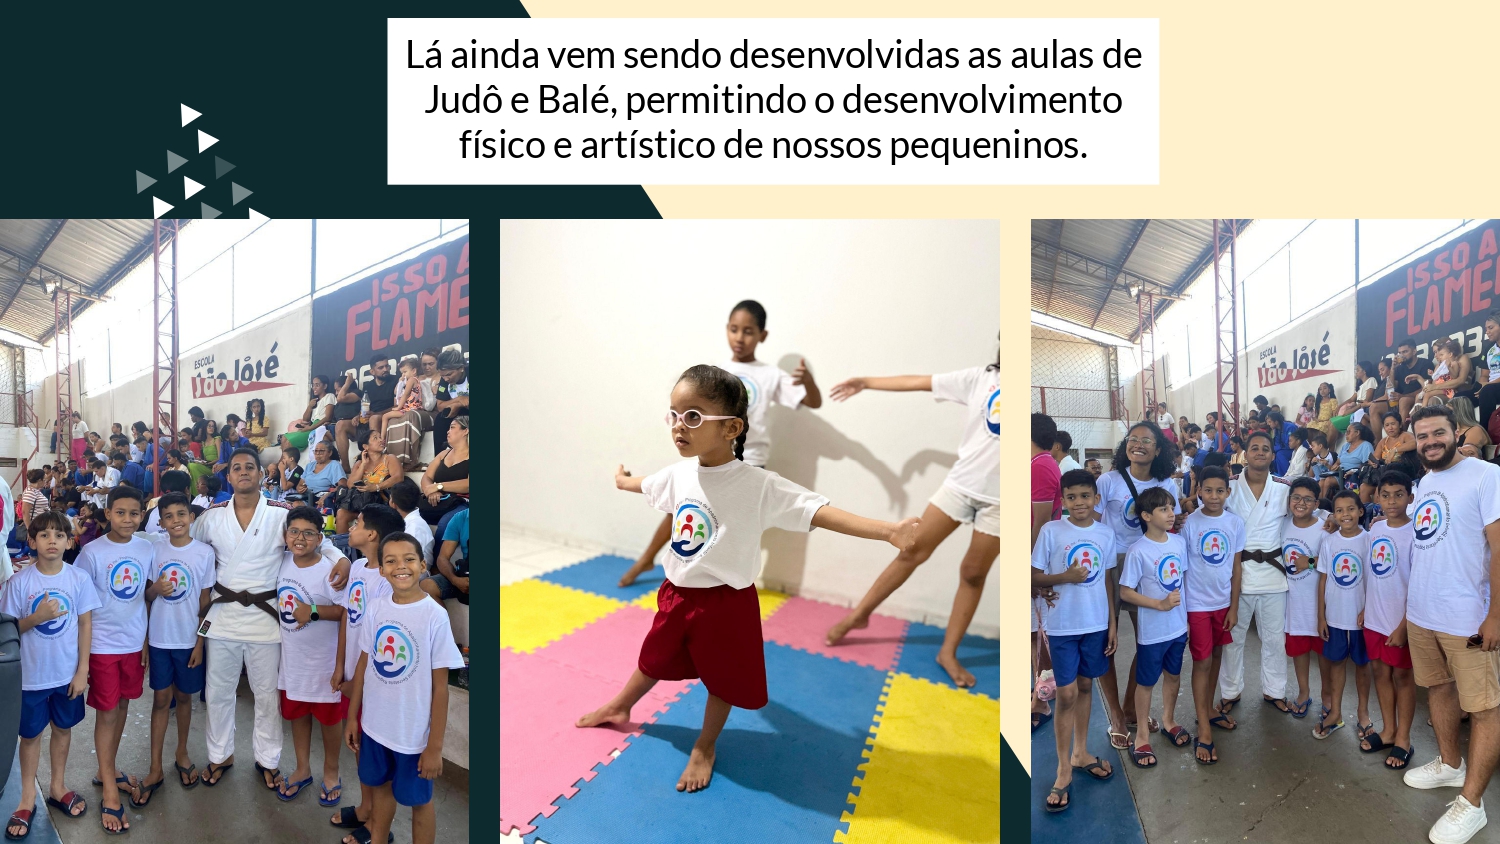 Lá ainda vem sendo desenvolvidas as aulas de
Judô e Balé, permitindo o desenvolvimento
físico e artístico de nossos pequeninos.
ISSO A
FLAME
ESCOLA
São José
ISSO A
FLAME
ESCOLA
São José